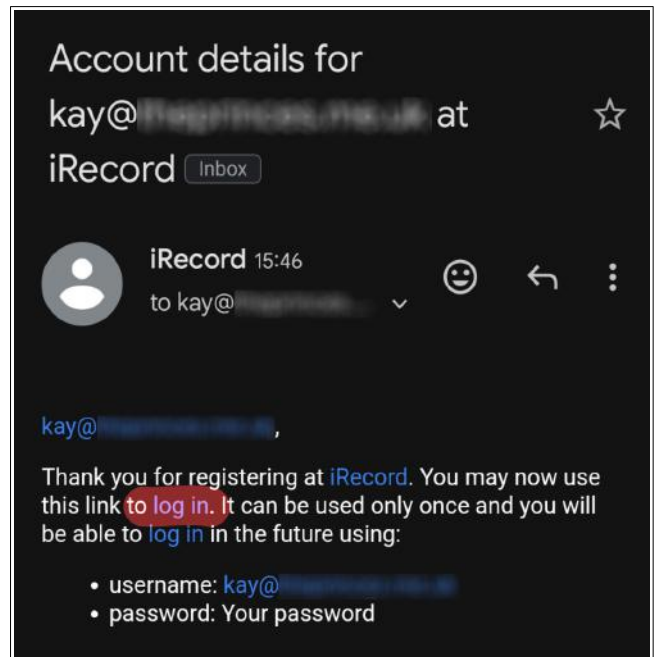 Account details for
kay@ at
iRecord Inbox
iRecord 15:46
to kay@
kay@ ,
Thank you for registering at iRecord. You may now use
this link to log in. It can be used only once and you will
be able to log in in the future using:
• username: kay@
• password: Your password